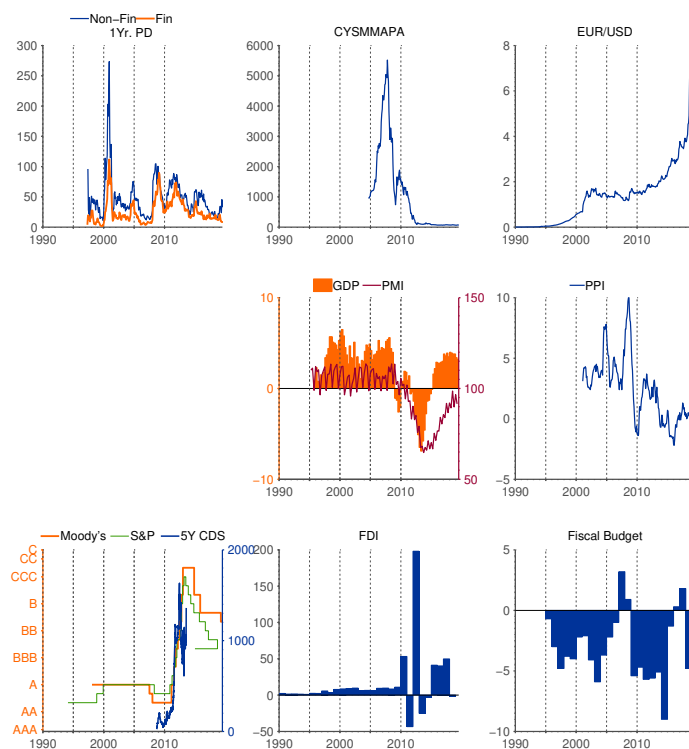 Non-Fin Fin
1Yr. PD CYSMMAPA EUR/USD
300 6000 8
250 5000
200 4000 6
150 3000 4
100 2000
50 1000 2
0 0 0
1990 2000 2010 1990 2000 2010 1990 2000 2010
GDP PMI PPI
10 150 10
5
0 100
0
−10 50 −5
1990 2000 2010 1990 2000 2010
Moody's S&P 5Y CDS FDI Fiscal Budget
C 2000 200 5
CC
CCC 150
B 0
100
BB 1000
BBB 50
−5
A
0
AA
AAA 0 −50 −10
1990 2000 2010 1990 2000 2010 1990 2000 2010